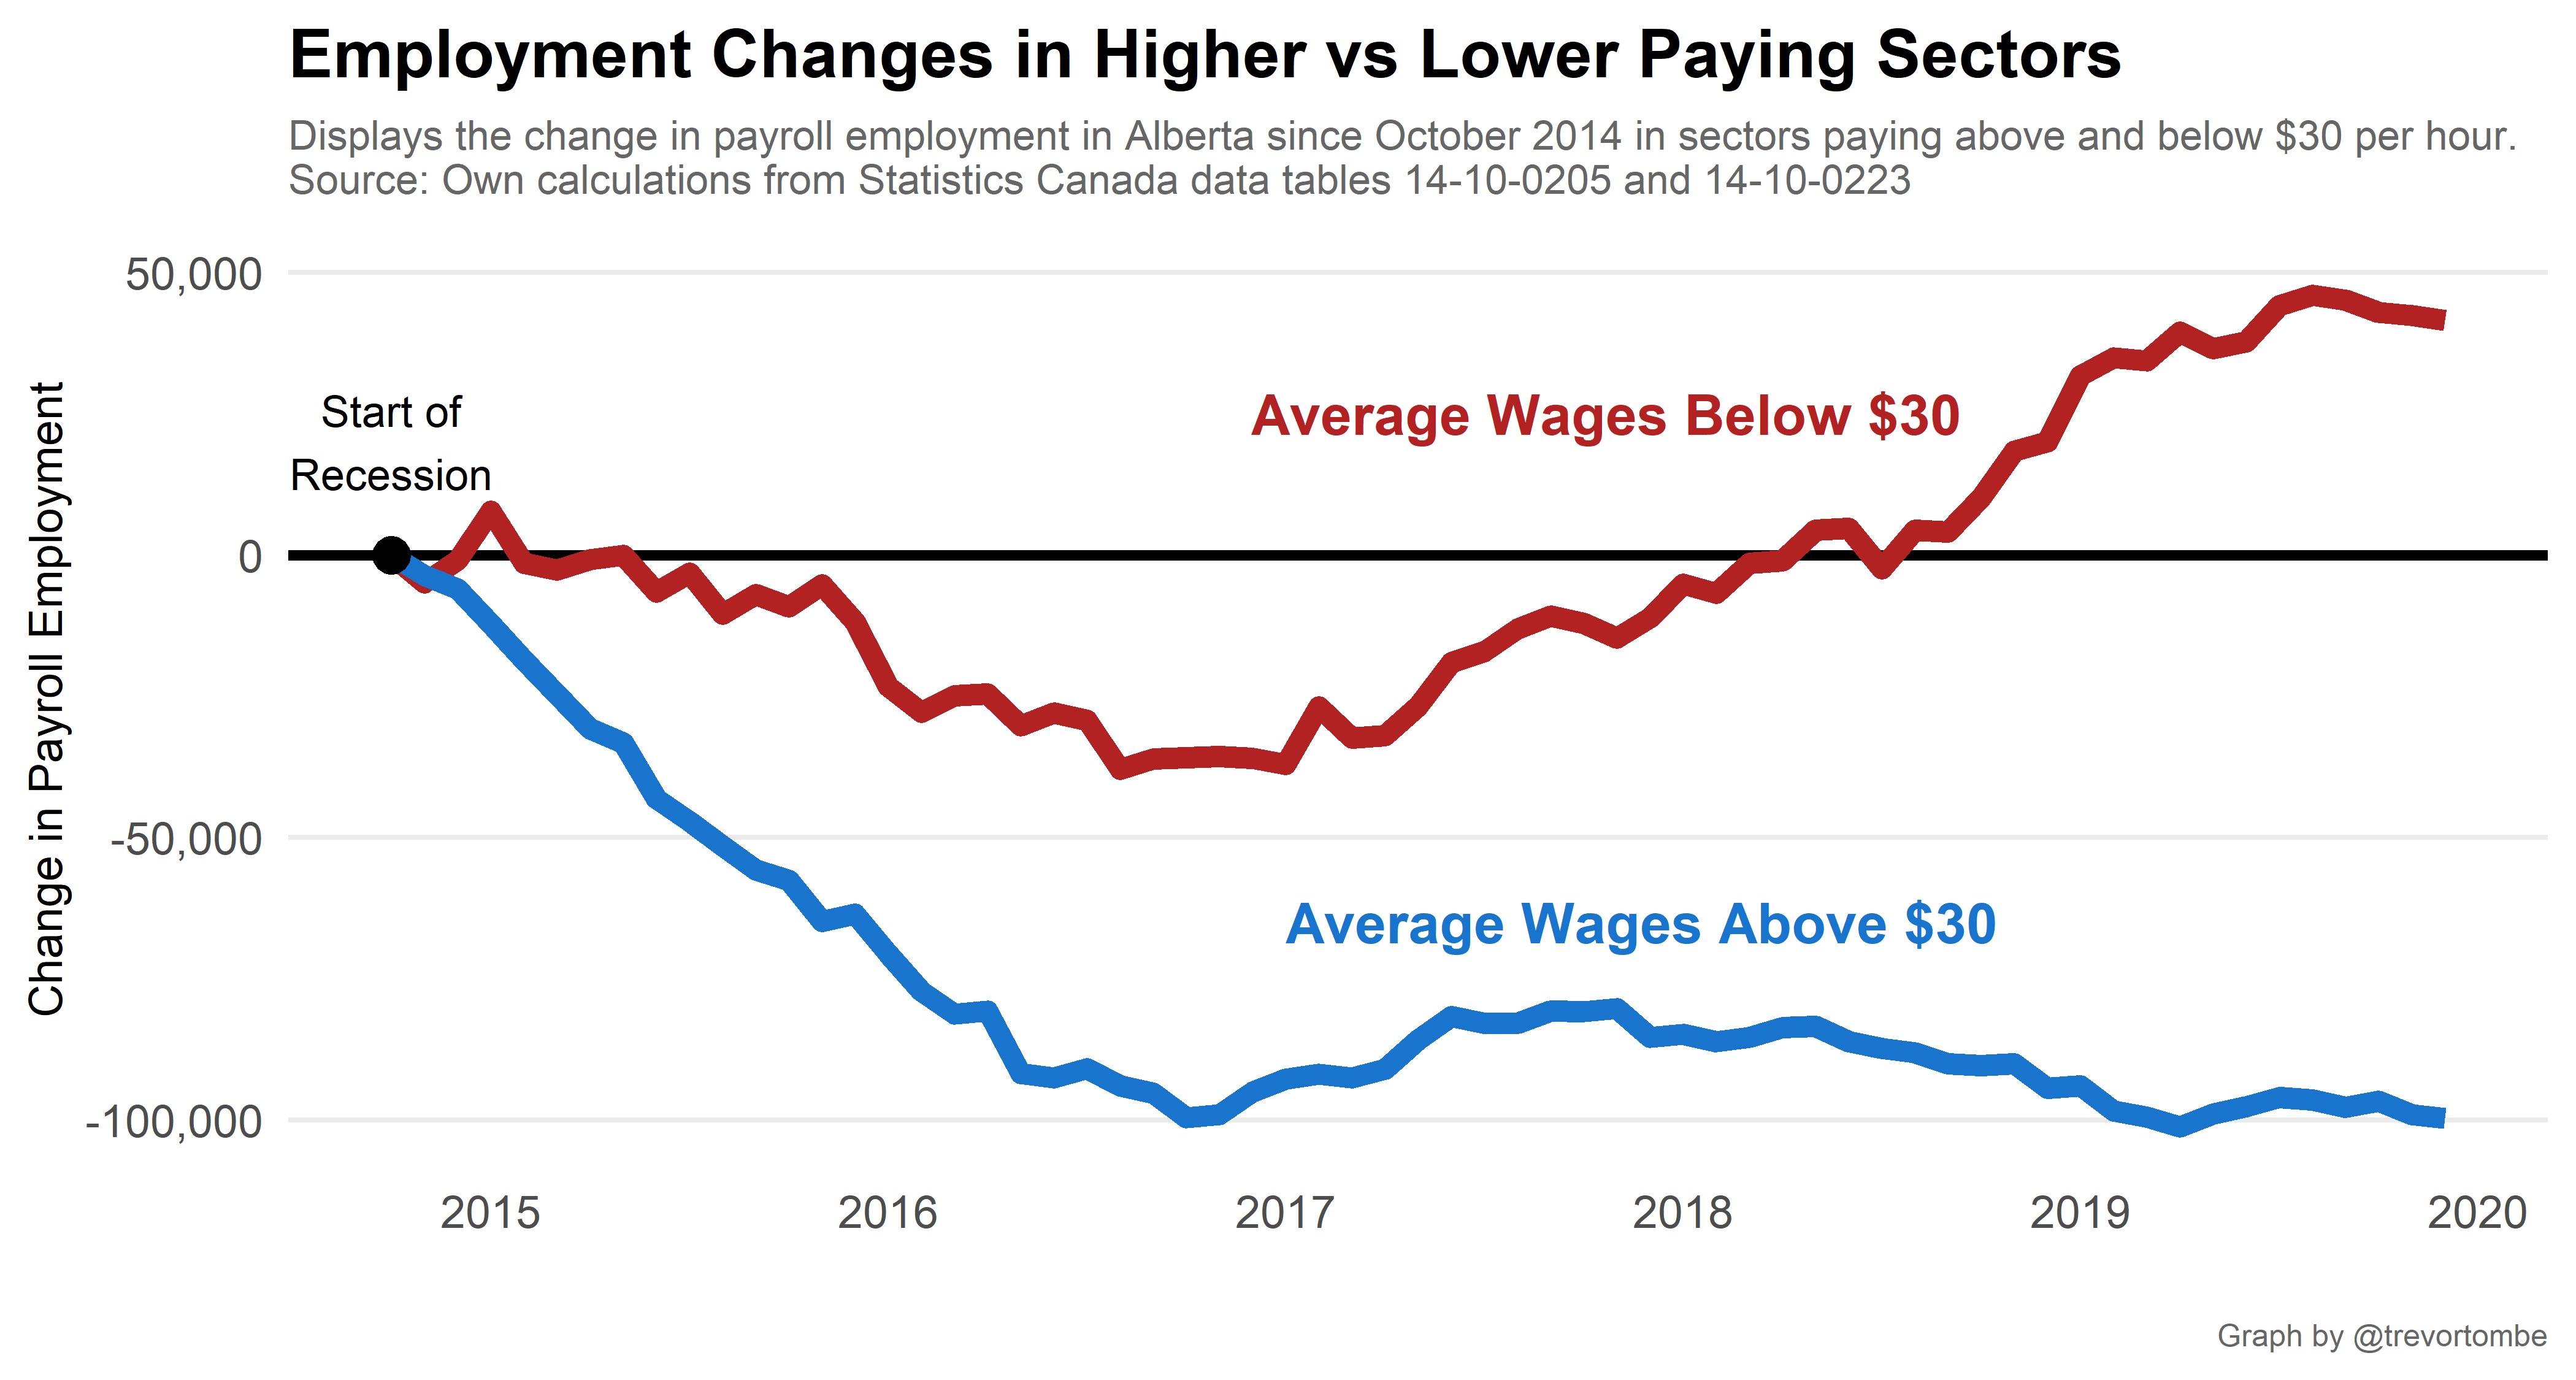 Employment Changes in Higher vs Lower Paying Sectors
Displays the change in payroll employment in Alberta since October 2014 in sectors paying above and below $30 per hour.
Source: Own calculations from Statistics Canada data tables 14-10-0205 and 14-10-0223
Change in Payroll Employment
50,000
0
-50,000
-100,000
Start of
Recession
Average Wages Below $30
Average Wages Above $30
2015
2016
2017
2018
2019
2020
Graph by @trevortombe